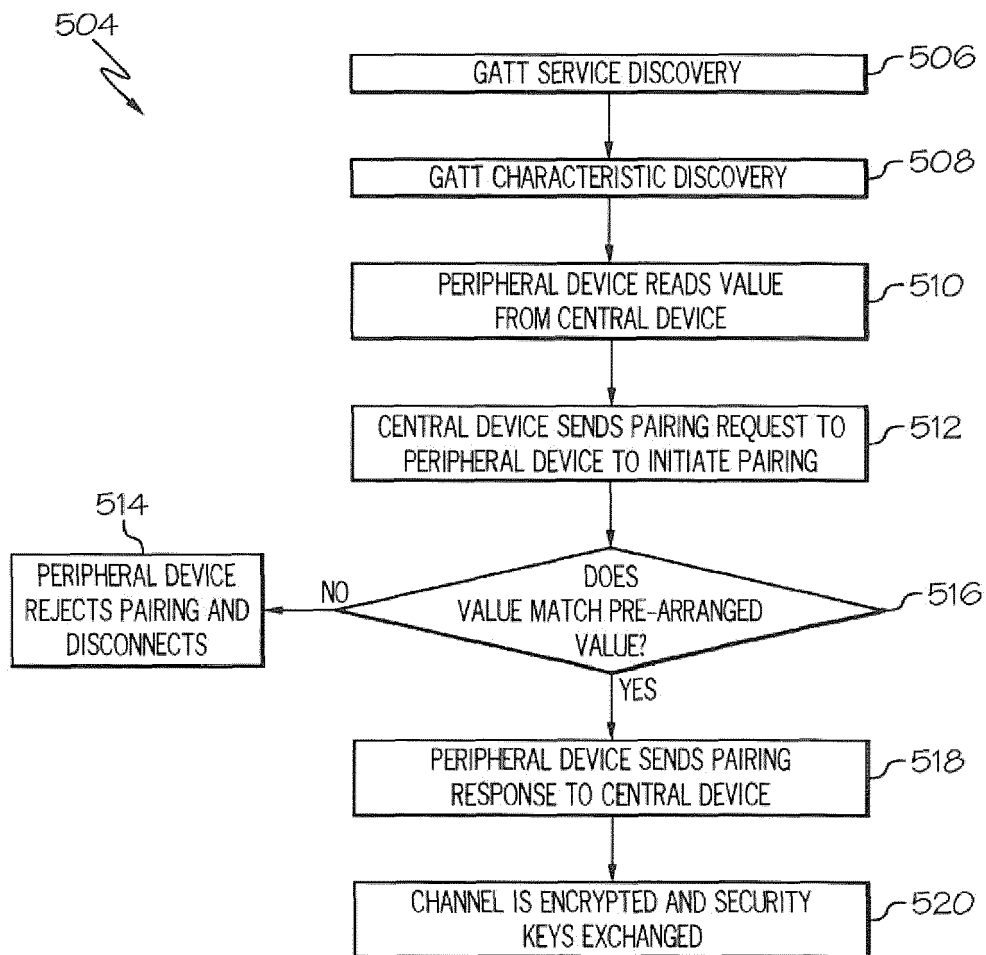 504
GATT SERVICE DISCOVERY
506
GATT CHARACTERISTIC DISCOVERY
508
PERIPHERAL DEVICE READS VALUE
FROM CENTRAL DEVICE
510
CENTRAL DEVICE SENDS PAIRING REQUEST TO
PERIPHERAL DEVICE TO INITIATE PAIRING
512
514
PERIPHERAL DEVICE
REJECTS PAIRING AND
DISCONNECTS
NO
DOES
VALUE MATCH PRE-ARRANGED
VALUE?
516
YES
PERIPHERAL DEVICE SENDS PAIRING
RESPONSE TO CENTRAL DEVICE
518
CHANNEL IS ENCRYPTED AND SECURITY
KEYS EXCHANGED
520